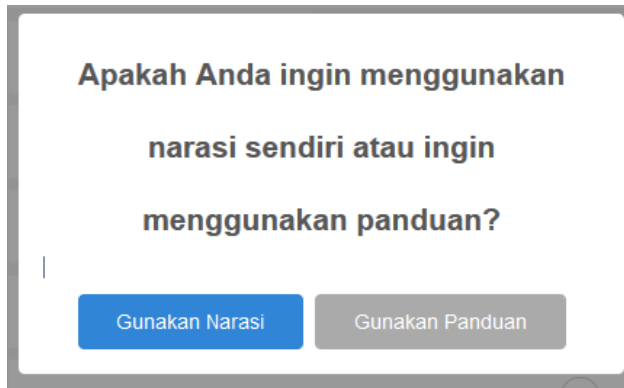 Apakah Anda ingin menggunakan
narasi sendiri atau ingin
menggunakan panduan?
Gunakan Narasi
Gunakan Panduan